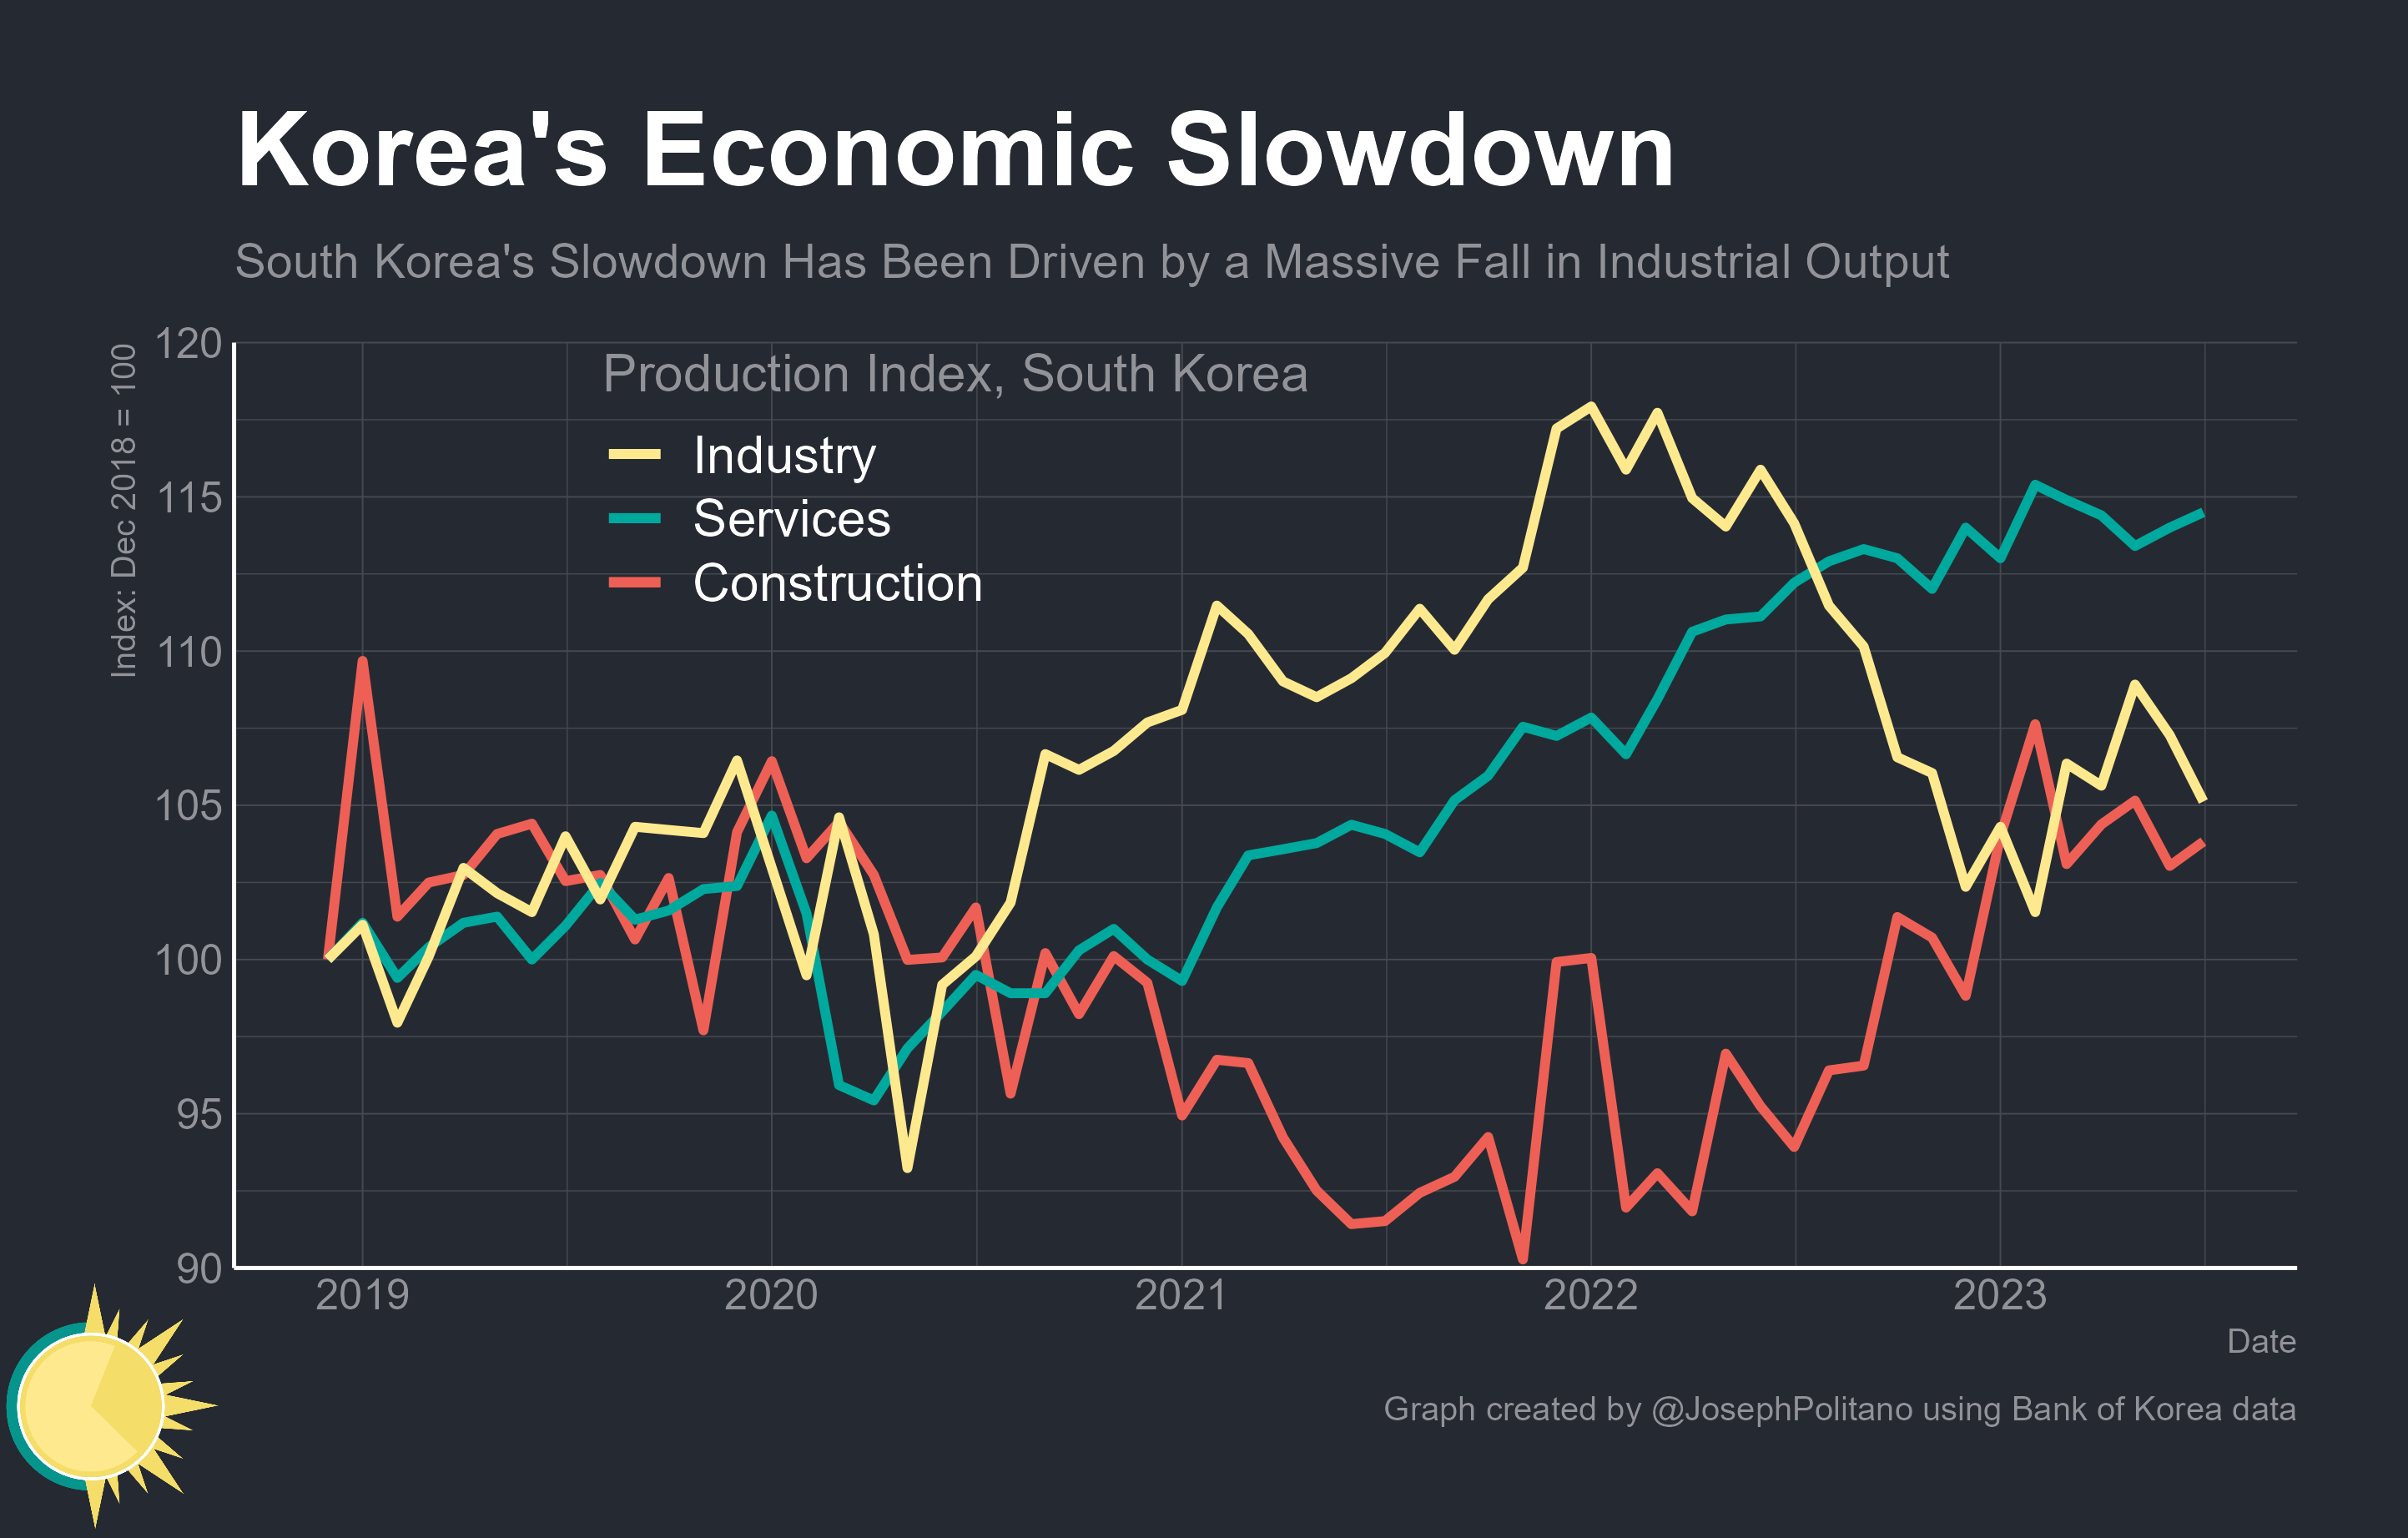 Korea's Economic Slowdown
South Korea's Slowdown Has Been Driven by a Massive Fall in Industrial Output
Index: Dec 2018 = 100
120
115
110
105
100
95
90
Production Index, South Korea
Industry
Services
Construction
2019 2020 2021 2022 2023
Date
Graph created by @JosephPolitano using Bank of Korea data